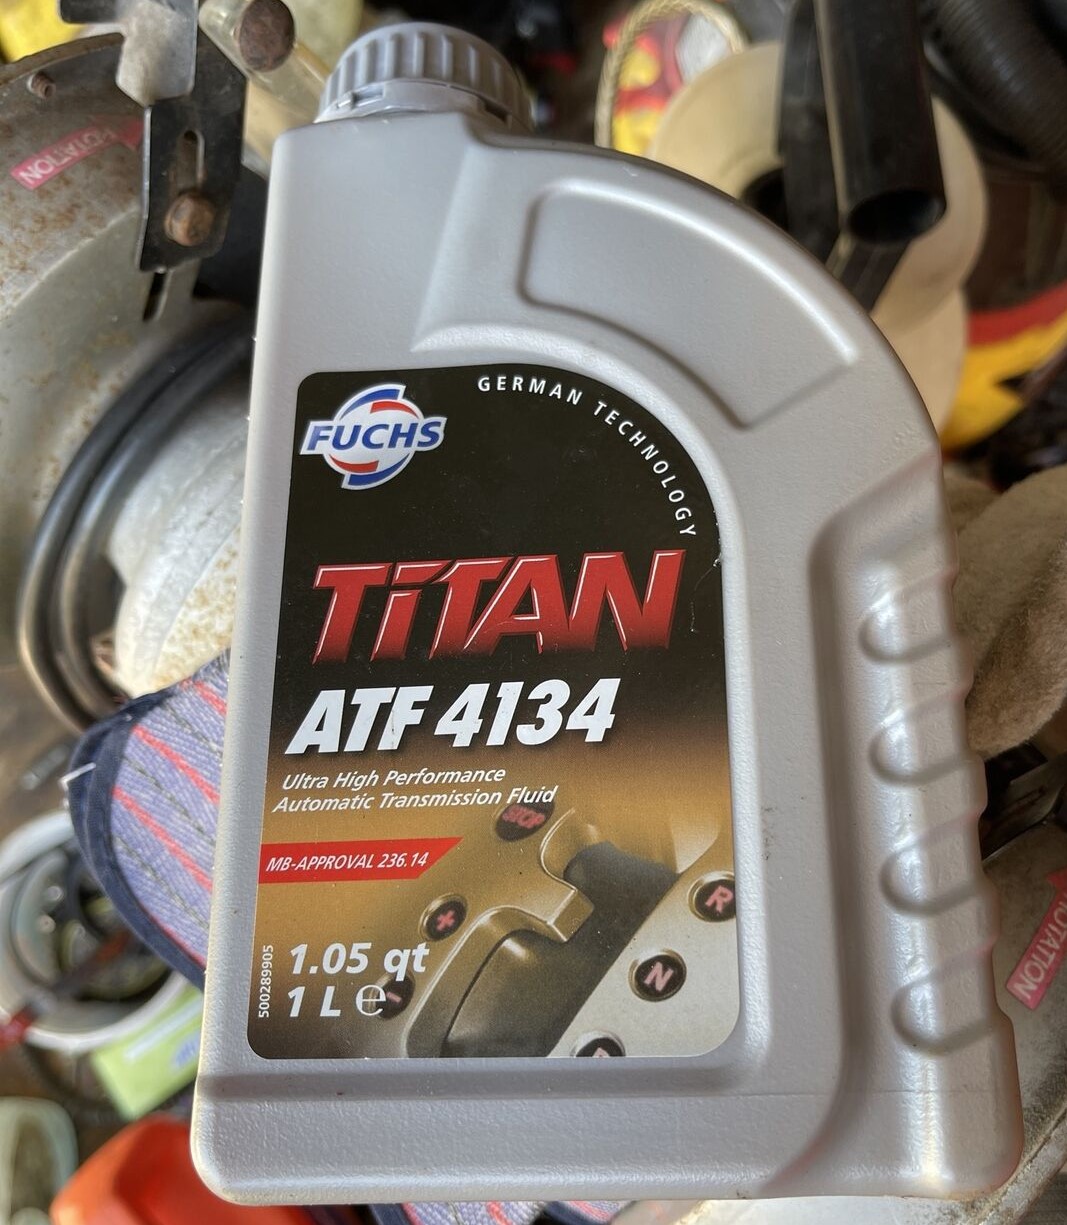 ROTATION
GERMAN TECHNOLOGY
FUCHS
TiTAN
ATF 4134
Ultra High Performance
Automatic Transmission Fluid
STOP
MB-APPROVAL 236.14
R
+
N
1.05 qt
1 L e
-
500289905
ROTATION